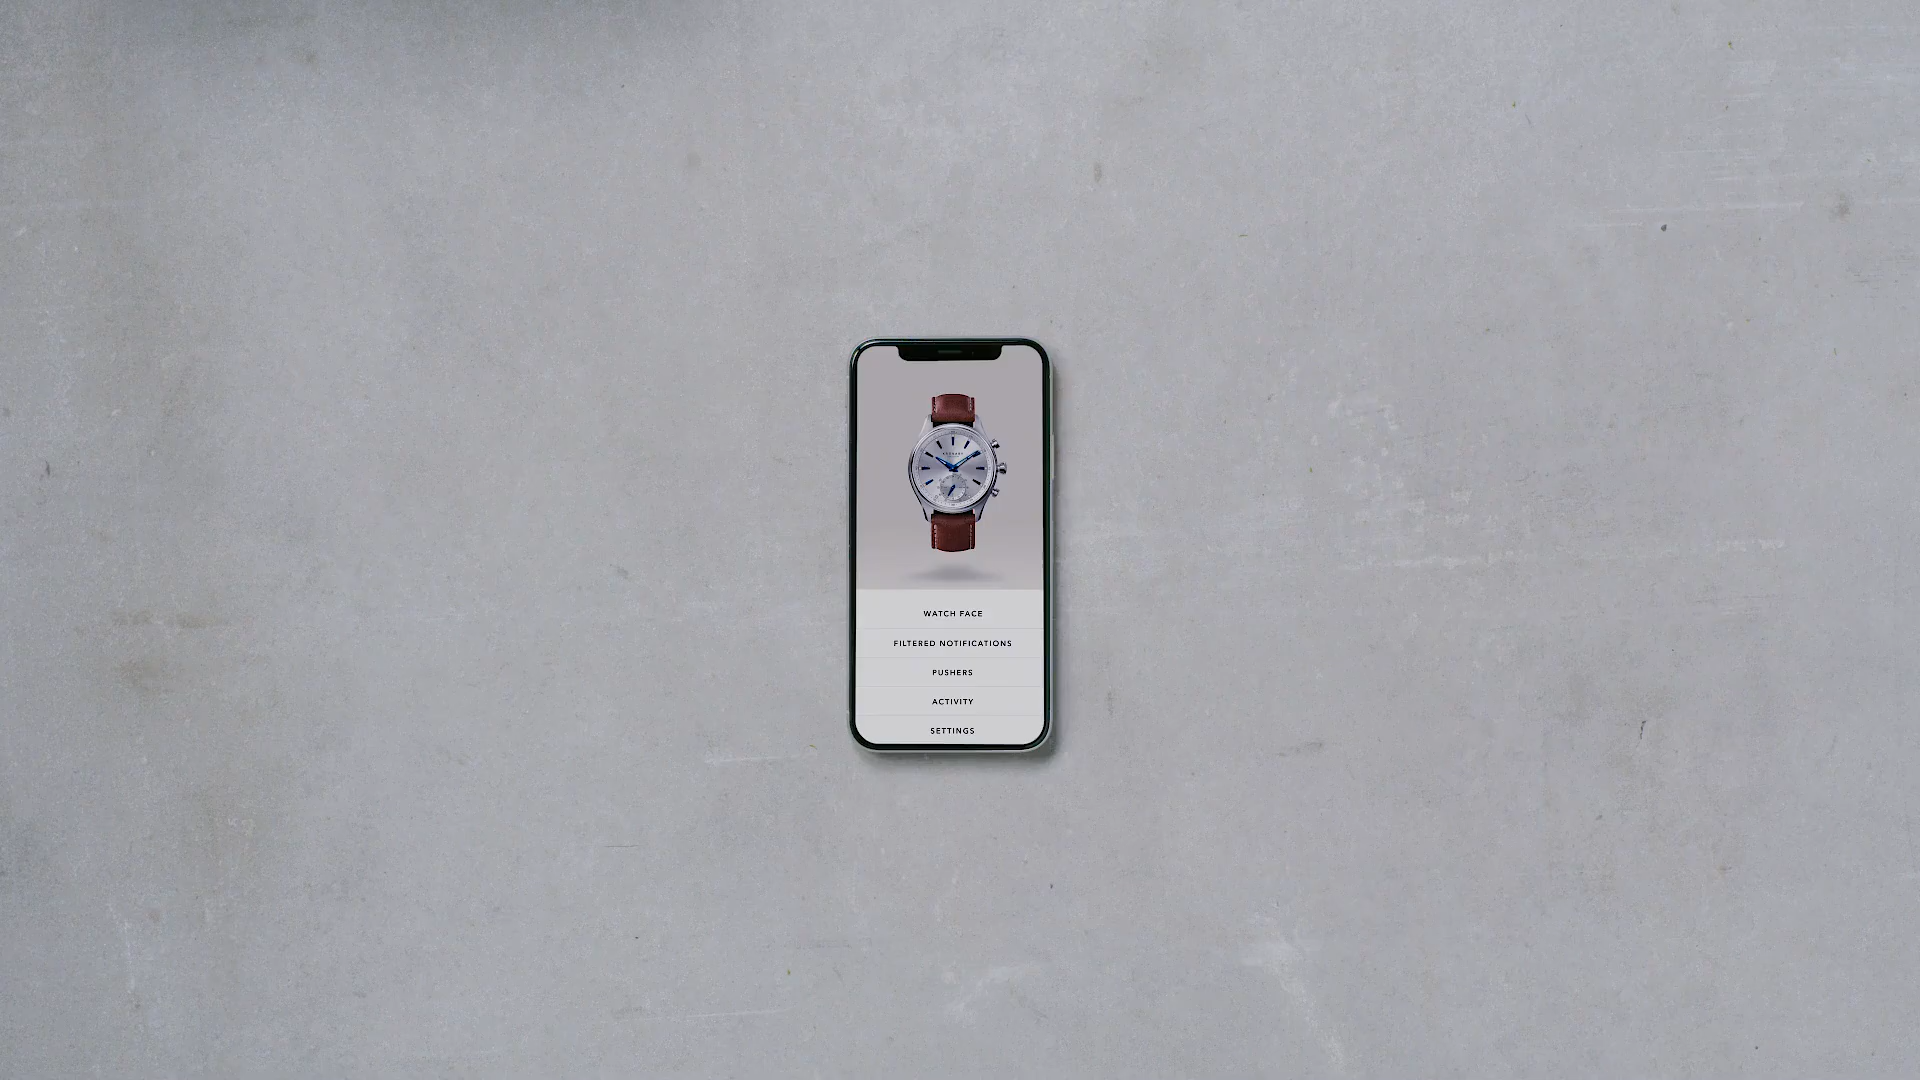 WATCH FACE
FILTERED NOTIFICATIONS
PUSHERS
ACTIVITY
SETTINGS